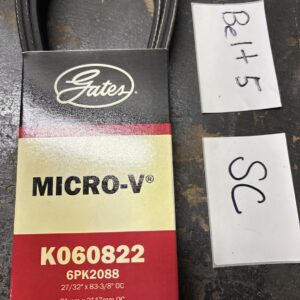 Gates
MICRO-V®
K060822
6PK2088
27/32" x 83-3/8" OC
Belt 5
SC